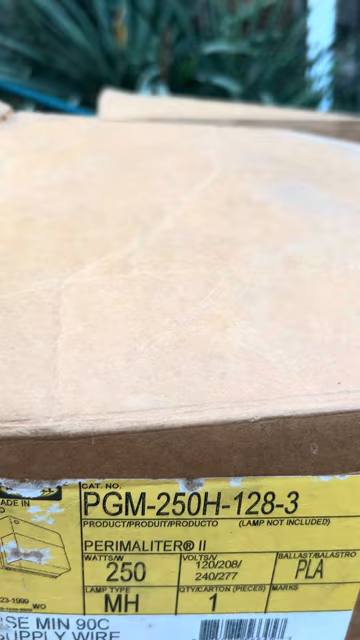 CAT. NO.
PGM-250H-128-3
ADE IN
PRODUCT/PRODUIT/PRODUCTO (LAMP NOT INCLUDED)
PERIMALITER® II
WATTS/W VOLTS/V BALLAST/BALASTRO
250 120/208/ PLA
240/277
LAMP TYPE QTY/CARTON (PIECES) MARKS
MH 1
23-1999 WO
SE MIN 90C
SUPPLY WIRE